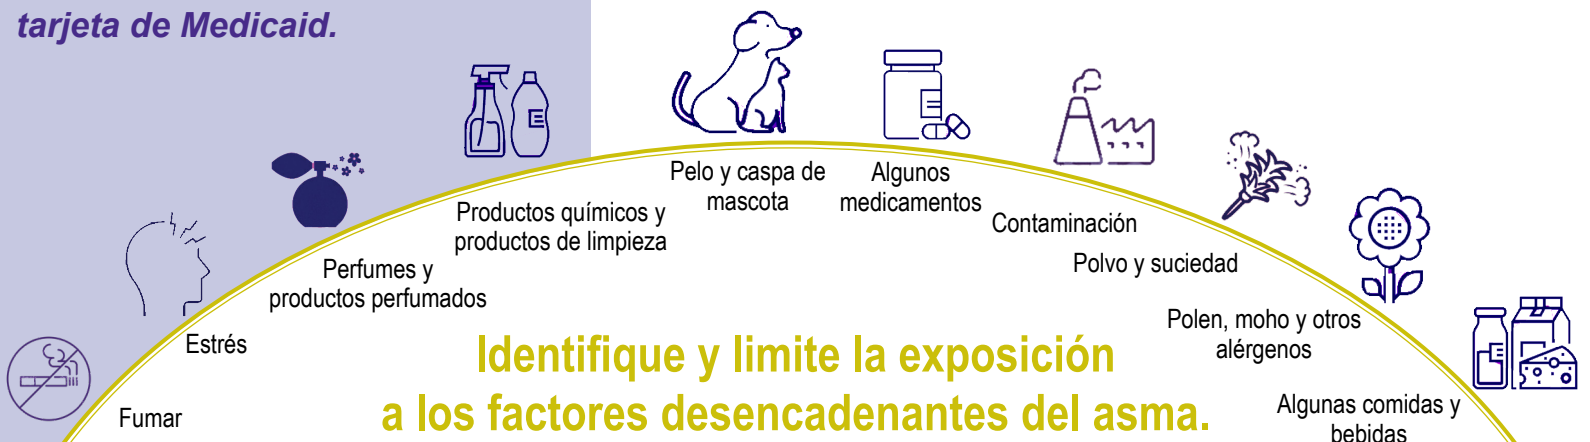 tarjeta de Medicaid.
Pelo y caspa de
mascota
Algunos
medicamentos
Productos químicos y
productos de limpieza
Contaminación
Perfumes y
productos perfumados
Polvo y suciedad
Estrés
Polen, moho y otros
alérgenos
Fumar
Algunas comidas y
bebidas
Identifique y limite la exposición
a los factores desencadenantes del asma.